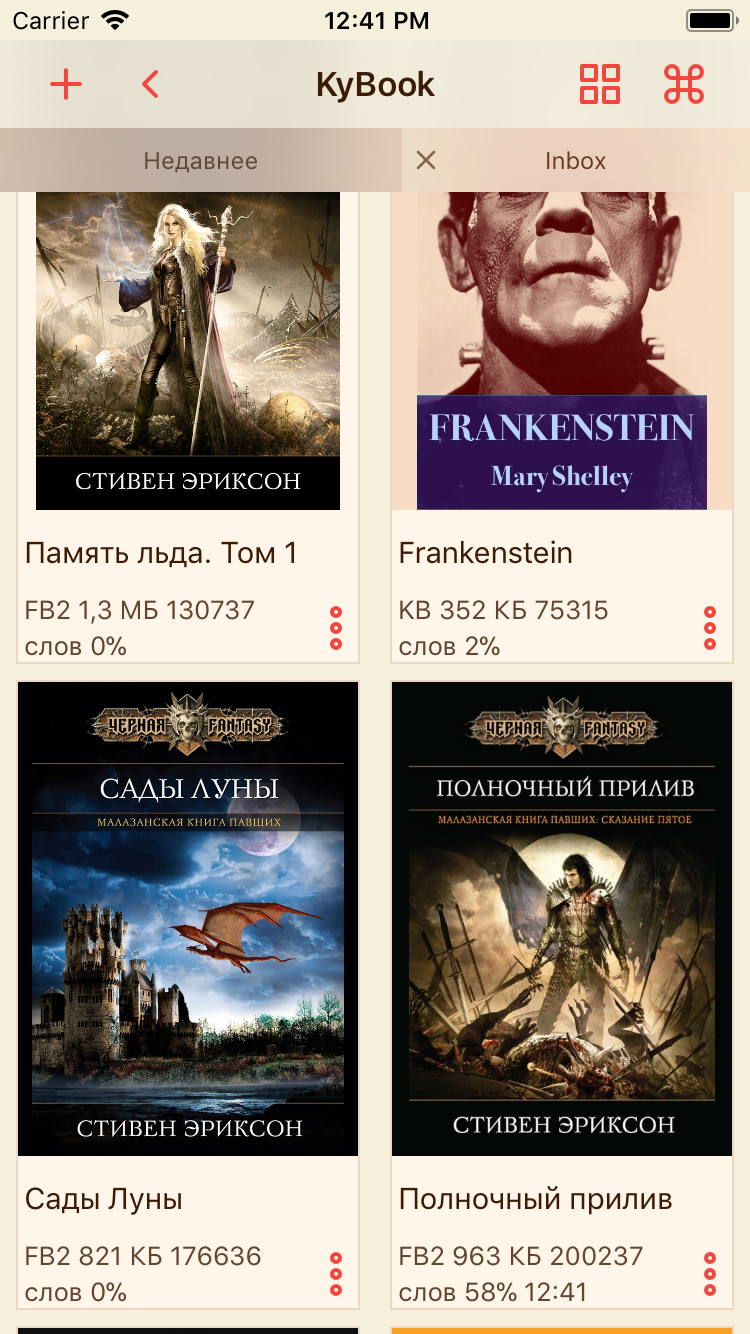 Carrier 12:41 PM
KyBook
Недавнее
Inbox
СТИВЕН ЭРИКСОН
Память льда. Том 1
FB2 1,3 МБ 130737
слов 0%
FRANKENSTEIN
Mary Shelley
Frankenstein
KB 352 КБ 75315
слов 2%
ЧЕРНАЯ FANTASY
САДЫ ЛУНЫ
МАЛАЗАНСКАЯ КНИГА ПАВШИХ
СТИВЕН ЭРИКСОН
Сады Луны
FB2 821 КБ 176636
слов 0%
ЧЕРНАЯ FANTASY
ПОЛНОЧНЫЙ ПРИЛИВ
МАЛАЗАНСКАЯ КНИГА ПАВШИХ: СКАЗАНИЕ ПЯТОЕ
СТИВЕН ЭРИКСОН
Полночный прилив
FB2 963 КБ 200237
слов 58% 12:41